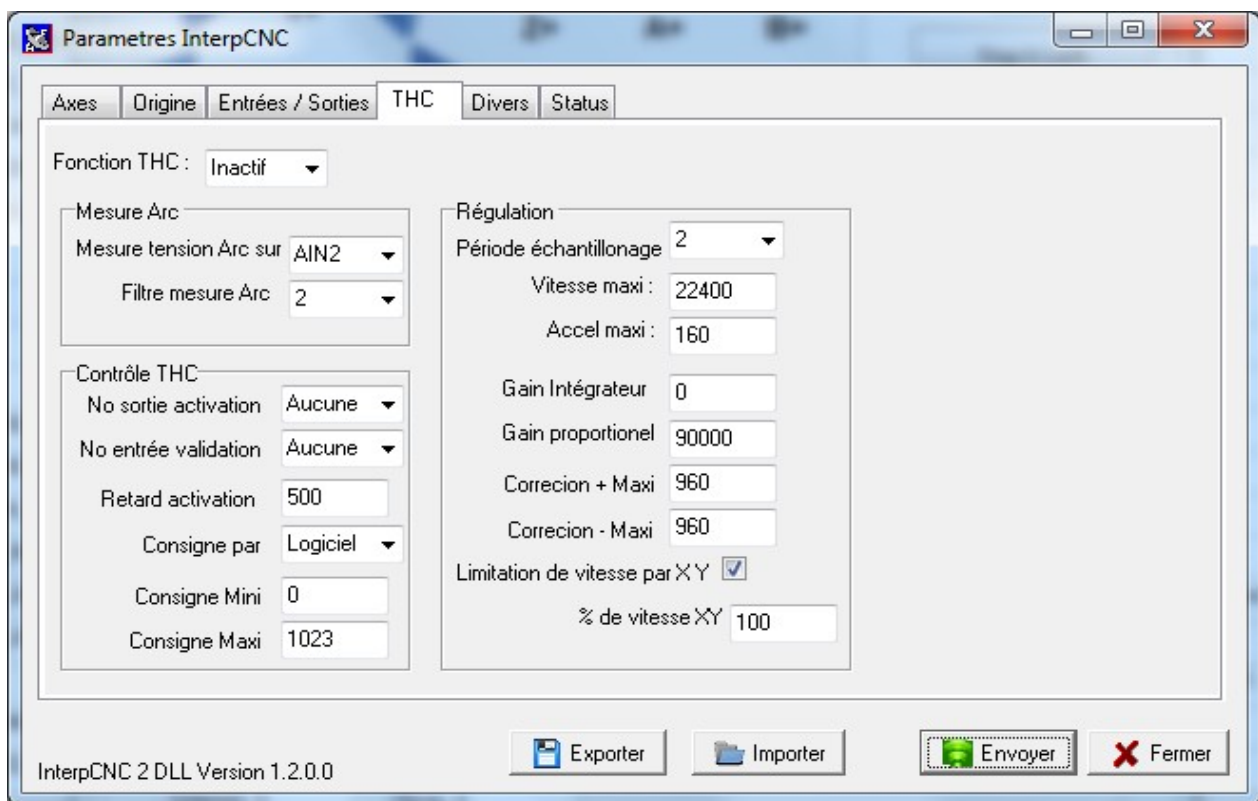 Parametres InterpCNC
Axes Origine Entrées / Sorties THC Divers Status
Fonction THC : Inactif
Mesure Arc
Mesure tension Arc sur AIN2
Filtre mesure Arc 2
Contrôle THC
No sortie activation Aucune
No entrée validation Aucune
Retard activation 500
Consigne par Logiciel
Consigne Mini 0
Consigne Maxi 1023
Régulation
Période échantillonage 2
Vitesse maxi : 22400
Accel maxi : 160
Gain Intégrateur 0
Gain proportionel 90000
Correcion + Maxi 960
Correcion - Maxi 960
Limitation de vitesse par X Y
% de vitesse XY 100
InterpCNC 2 DLL Version 1.2.0.0
Exporter Importer Envoyer Fermer